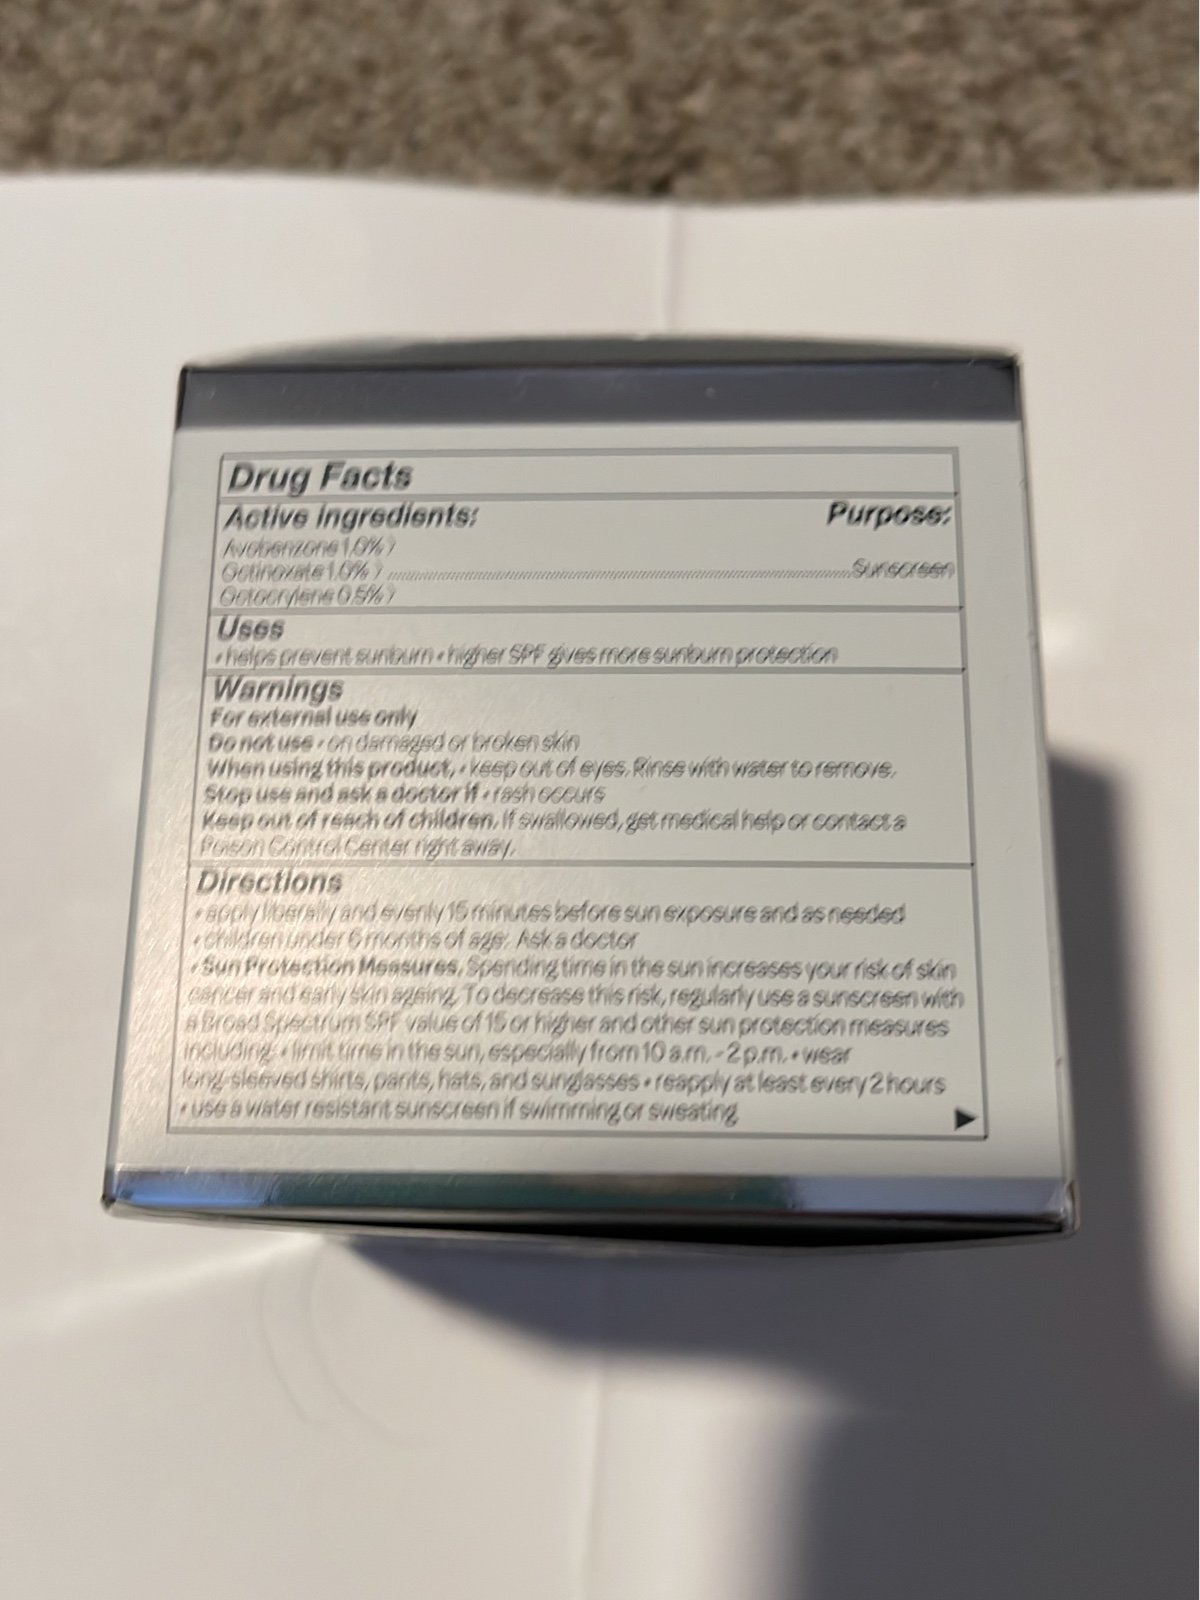 Drug Facts
Active ingredients: Purpose:
Avobenzone 1.0% }
Octinoxate 1.0% } ........ Sunscreen
Octocrylene 0.5% }
Uses
• helps prevent sunburn • higher SPF gives more sunburn protection
Warnings
For external use only
Do not use • on damaged or broken skin
When using this product, • keep out of eyes. Rinse with water to remove.
Stop use and ask a doctor if • rash occurs
Keep out of reach of children. If swallowed, get medical help or contact a
Poison Control Center right away.
Directions
• apply liberally and evenly 15 minutes before sun exposure and as needed
• children under 6 months of age: Ask a doctor
• Sun Protection Measures. Spending time in the sun increases your risk of skin
cancer and early skin ageing. To decrease this risk, regularly use a sunscreen with
a Broad Spectrum SPF value of 15 or higher and other sun protection measures
including: • limit time in the sun, especially from 10 a.m. - 2 p.m. • wear
long-sleeved shirts, pants, hats, and sunglasses • reapply at least every 2 hours
• use a water resistant sunscreen if swimming or sweating